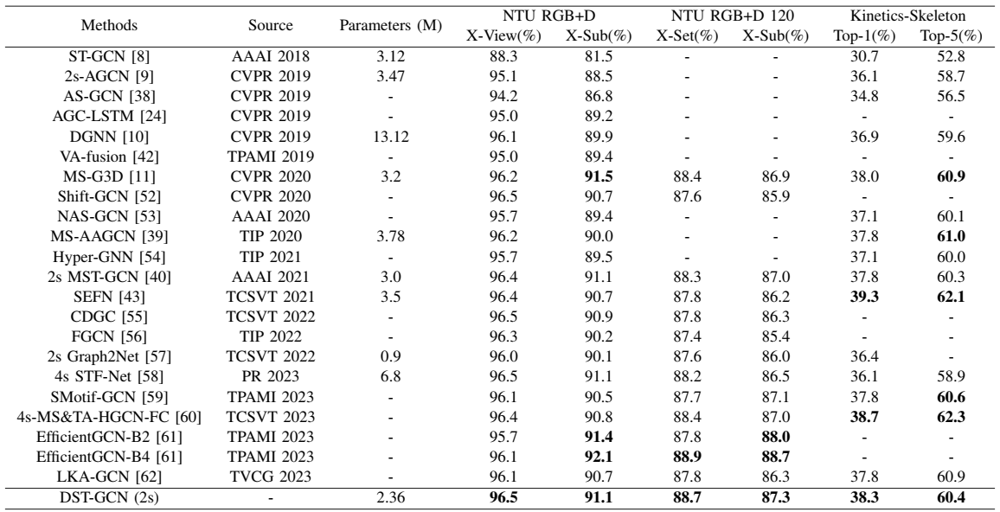 Methods Source Parameters (M) NTU RGB+D NTU RGB+D 120 Kinetics-Skeleton
X-View(%) X-Sub(%) X-Set(%) X-Sub(%) Top-1(%) Top-5(%)
ST-GCN [8] AAAI 2018 3.12 88.3 81.5 - - 30.7 52.8
2s-AGCN [9] CVPR 2019 3.47 95.1 88.5 - - 36.1 58.7
AS-GCN [38] CVPR 2019 - 94.2 86.8 - - 34.8 56.5
AGC-LSTM [24] CVPR 2019 - 95.0 89.2 - - - -
DGNN [10] CVPR 2019 13.12 96.1 89.9 - - 36.9 59.6
VA-fusion [42] TPAMI 2019 - 95.0 89.4 - - - -
MS-G3D [11] CVPR 2020 3.2 96.2 91.5 88.4 86.9 38.0 60.9
Shift-GCN [52] CVPR 2020 - 96.5 90.7 87.6 85.9 - -
NAS-GCN [53] AAAI 2020 - 95.7 89.4 - - 37.1 60.1
MS-AAGCN [39] TIP 2020 3.78 96.2 90.0 - - 37.8 61.0
Hyper-GNN [54] TIP 2021 - 95.7 89.5 - - 37.1 60.0
2s MST-GCN [40] AAAI 2021 3.0 96.4 91.1 88.3 87.0 37.8 60.3
SEFN [43] TCSVT 2021 3.5 96.4 90.7 87.8 86.2 39.3 62.1
CDGC [55] TCSVT 2022 - 96.5 90.9 87.8 86.3 - -
FGCN [56] TIP 2022 - 96.3 90.2 87.4 85.4 - -
2s Graph2Net [57] TCSVT 2022 0.9 96.0 90.1 87.6 86.0 36.4 -
4s STF-Net [58] PR 2023 6.8 96.5 91.1 88.2 86.5 36.1 58.9
SMotif-GCN [59] TPAMI 2023 - 96.1 90.5 87.7 87.1 37.8 60.6
4s-MS&TA-HGCN-FC [60] TCSVT 2023 - 96.4 90.8 88.4 87.0 38.7 62.3
EfficientGCN-B2 [61] TPAMI 2023 - 95.7 91.4 87.8 88.0 - -
EfficientGCN-B4 [61] TPAMI 2023 - 96.1 92.1 88.9 88.7 - -
LKA-GCN [62] TVCG 2023 - 96.1 90.7 87.8 86.3 37.8 60.9
DST-GCN (2s) - 2.36 96.5 91.1 88.7 87.3 38.3 60.4